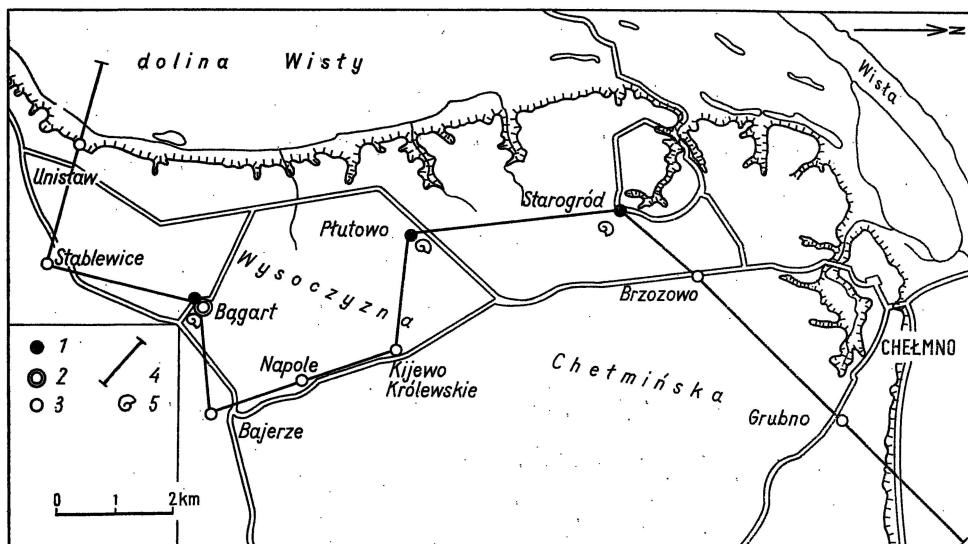 dolina Wisły
N
Wisła
Unisław
Starogród
Płutowo
Stablewice
Wysoczyzna
Bągart
Brzozowo
CHEŁMNO
Napole
Kijewo
Królewskie
Chełmińska
Grubno
Bajerze
1
2
3
4
5
0 1 2km